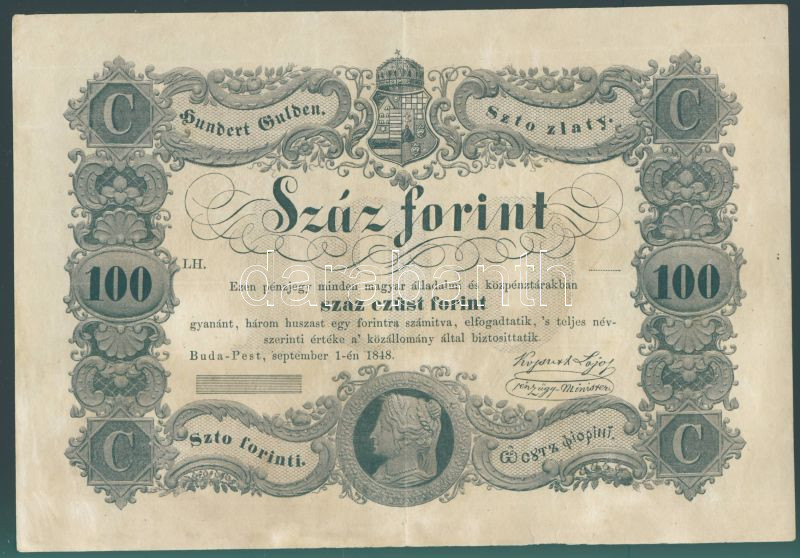 C
Hundert Gulden.
Szto zlaty.
C
Száz forint
LH.
100
100
Ezen pénzjegy minden magyar álladalmi és közpénztárakban
száz ezüst forint
gyanánt, három huszast egy forintra számitva, elfogadtatik, 's teljes név-
szerinti értéke a' közállomány által biztosittatik.
Buda-Pest, september 1-én 1848.
Kossuth Lajos
pénzügy-Minister.
C
Szto forinti.
C
darabanth